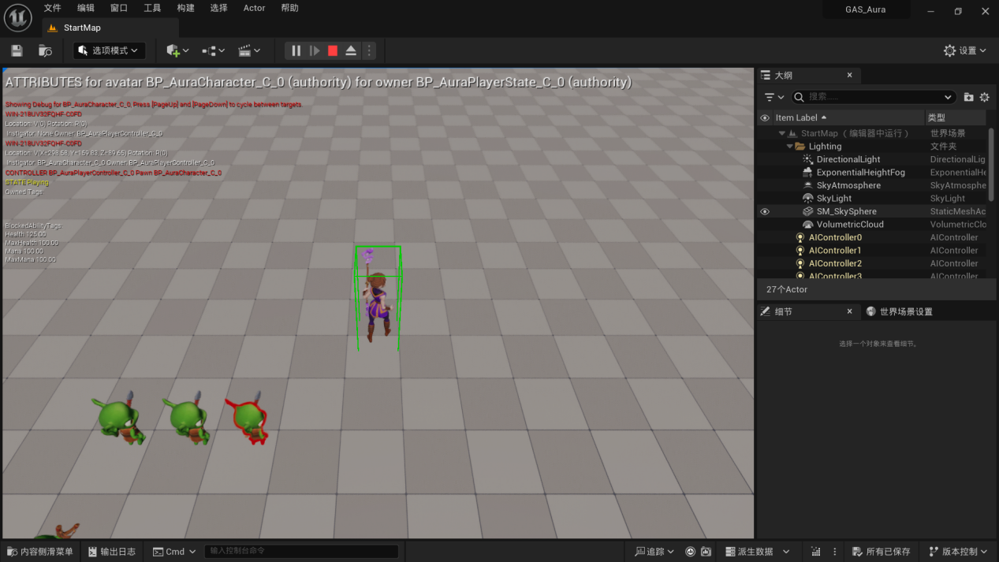 文件 编辑 窗口 工具 构建 选择 Actor 帮助
GAS_Aura
StartMap
选项模式
设置
ATTRIBUTES for avatar BP_AuraCharacter_C_0 (authority) for owner BP_AuraPlayerState_C_0 (authority)
Showing Debug for BP_AuraCharacter_C_0, Press [PageUp] and [PageDown] to cycle between targets.
WIN-218UV32FQHF-C0FD
Location: V(0) Rotation: R(0)
Instigator: None Owner: BP_AuraPlayerController_C_0
WIN-218UV32FQHF-C0FD
Location: V(X=298.58, Y=159.83, Z=89.65) Rotation: R(0)
Instigator: BP_AuraCharacter_C_0 Owner: BP_AuraPlayerController_C_0
CONTROLLER BP_AuraPlayerController_C_0 Pawn BP_AuraCharacter_C_0
STATE Playing
Owned Tags:
BlockedAbilityTags:
Health 125.00
MaxHealth 100.00
Mana 100.00
MaxMana 100.00
大纲
搜索......
Item Label 类型
StartMap（编辑器中运行） 世界场景
Lighting 文件夹
DirectionalLight DirectionalLig
ExponentialHeightFog ExponentialHe
SkyAtmosphere SkyAtmosphe
SkyLight SkyLight
SM_SkySphere StaticMeshAc
VolumetricCloud VolumetricClo
AIController0 AIController
AIController1 AIController
AIController2 AIController
AIController3 AIController
27个Actor
细节 世界场景设置
选择一个对象来查看细节。
内容侧滑菜单 输出日志 Cmd 输入控制台命令 追踪 派生数据 所有已保存 版本控制